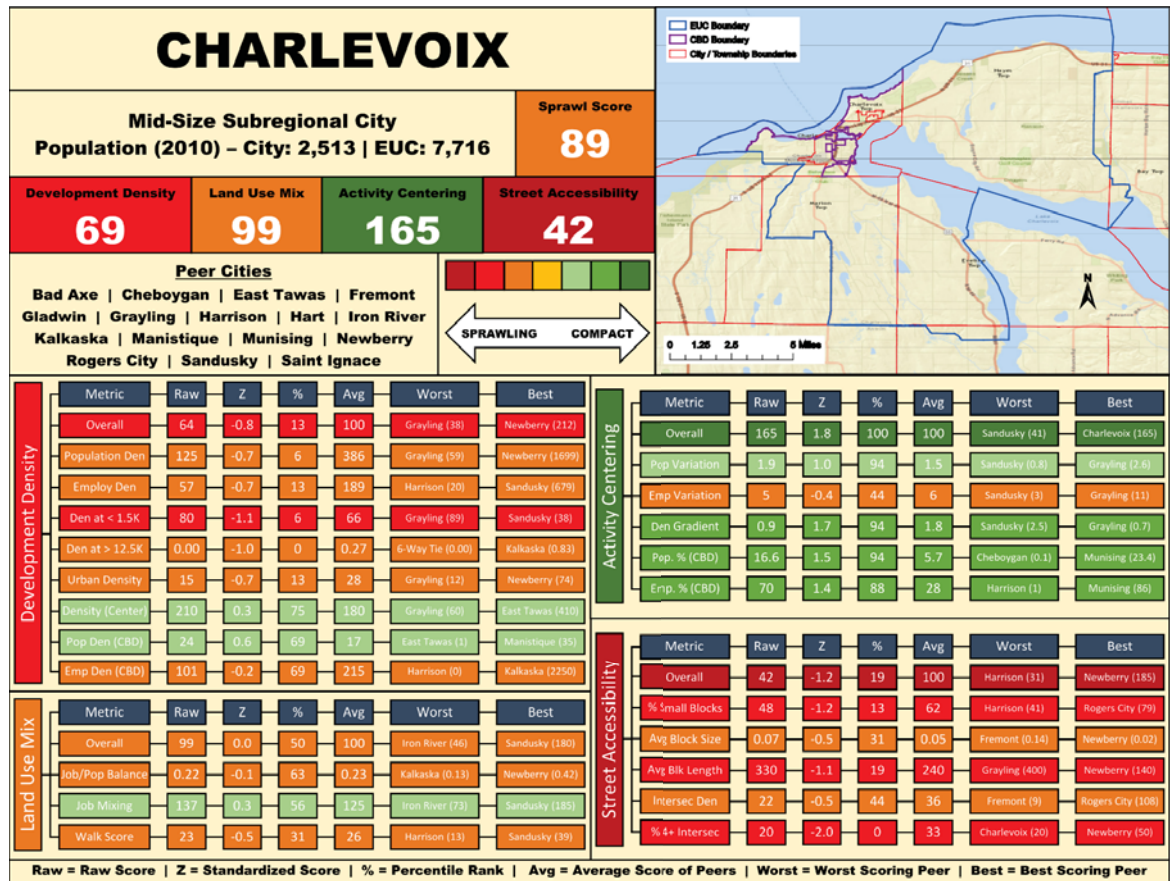 CHARLEVOIX
Mid-Size Subregional City
Population (2010) – City: 2,513 | EUC: 7,716
Sprawl Score
89
Development Density
69
Land Use Mix
99
Activity Centering
165
Street Accessibility
42
Peer Cities
Bad Axe | Cheboygan | East Tawas | Fremont
Gladwin | Grayling | Harrison | Hart | Iron River
Kalkaska | Manistique | Munising | Newberry
Rogers City | Sandusky | Saint Ignace
SPRAWLING COMPACT
EUC Boundary
CBD Boundary
City / Township Boundaries
Hayes Twp
Charlevoix Twp
Bay Twp
Marion Twp
Eveline Twp
N
0 1.25 2.5 5 Miles
Development Density
Metric Raw Z % Avg Worst Best
Overall 64 -0.8 13 100 Grayling (38) Newberry (212)
Population Den 125 -0.7 6 386 Grayling (59) Newberry (1699)
Employ Den 57 -0.7 13 189 Harrison (20) Sandusky (679)
Den at < 1.5K 80 -1.1 6 66 Grayling (89) Sandusky (38)
Den at > 12.5K 0.00 -1.0 0 0.27 6-Way Tie (0.00) Kalkaska (0.83)
Urban Density 15 -0.7 13 28 Grayling (12) Newberry (74)
Density (Center) 210 0.3 75 180 Grayling (60) East Tawas (410)
Pop Den (CBD) 24 0.6 69 17 East Tawas (1) Manistique (35)
Emp Den (CBD) 101 -0.2 69 215 Harrison (0) Kalkaska (2250)
Land Use Mix
Metric Raw Z % Avg Worst Best
Overall 99 0.0 50 100 Iron River (46) Sandusky (180)
Job/Pop Balance 0.22 -0.1 63 0.23 Kalkaska (0.13) Newberry (0.42)
Job Mixing 137 0.3 56 125 Iron River (73) Sandusky (185)
Walk Score 23 -0.5 31 26 Harrison (13) Sandusky (39)
Activity Centering
Metric Raw Z % Avg Worst Best
Overall 165 1.8 100 100 Sandusky (41) Charlevoix (165)
Pop Variation 1.9 1.0 94 1.5 Sandusky (0.8) Grayling (2.6)
Emp Variation 5 -0.4 44 6 Sandusky (3) Grayling (11)
Den Gradient 0.9 1.7 94 1.8 Sandusky (2.5) Grayling (0.7)
Pop. % (CBD) 16.6 1.5 94 5.7 Cheboygan (0.1) Munising (23.4)
Emp. % (CBD) 70 1.4 88 28 Harrison (1) Munising (86)
Street Accessibility
Metric Raw Z % Avg Worst Best
Overall 42 -1.2 19 100 Harrison (31) Newberry (185)
% Small Blocks 48 -1.2 13 62 Harrison (41) Rogers City (79)
Avg Block Size 0.07 -0.5 31 0.05 Fremont (0.14) Newberry (0.02)
Avg Blk Length 330 -1.1 19 240 Grayling (400) Newberry (140)
Intersec Den 22 -0.5 44 36 Fremont (9) Rogers City (108)
% 4+ Intersec 20 -2.0 0 33 Charlevoix (20) Newberry (50)
Raw = Raw Score | Z = Standardized Score | % = Percentile Rank | Avg = Average Score of Peers | Worst = Worst Scoring Peer | Best = Best Scoring Peer